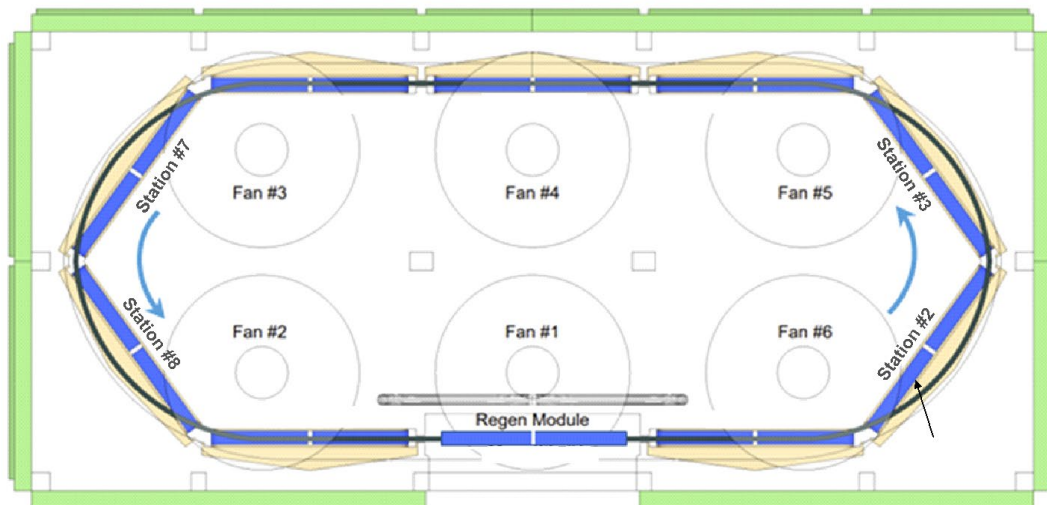 Station #7
Station #3
Fan #3
Fan #4
Fan #5
Station #8
Station #2
Fan #2
Fan #1
Fan #6
Regen Module